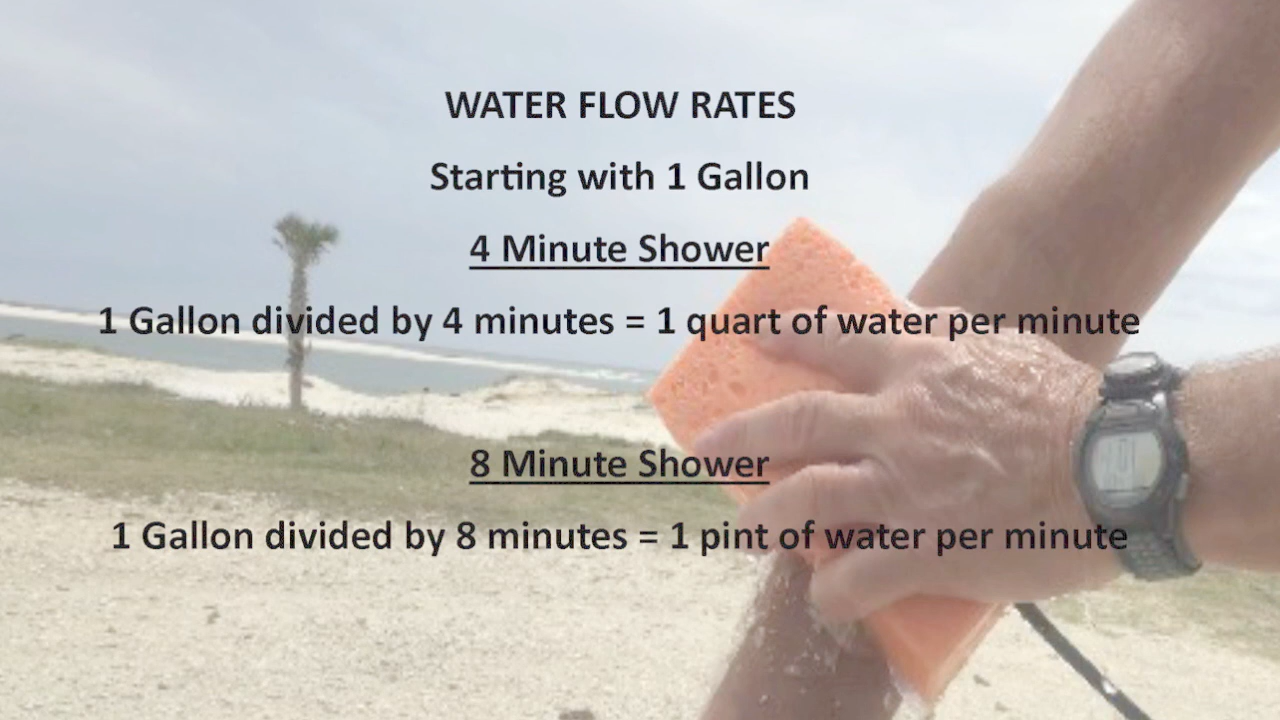 WATER FLOW RATES
Starting with 1 Gallon
4 Minute Shower
1 Gallon divided by 4 minutes = 1 quart of water per minute
8 Minute Shower
1 Gallon divided by 8 minutes = 1 pint of water per minute